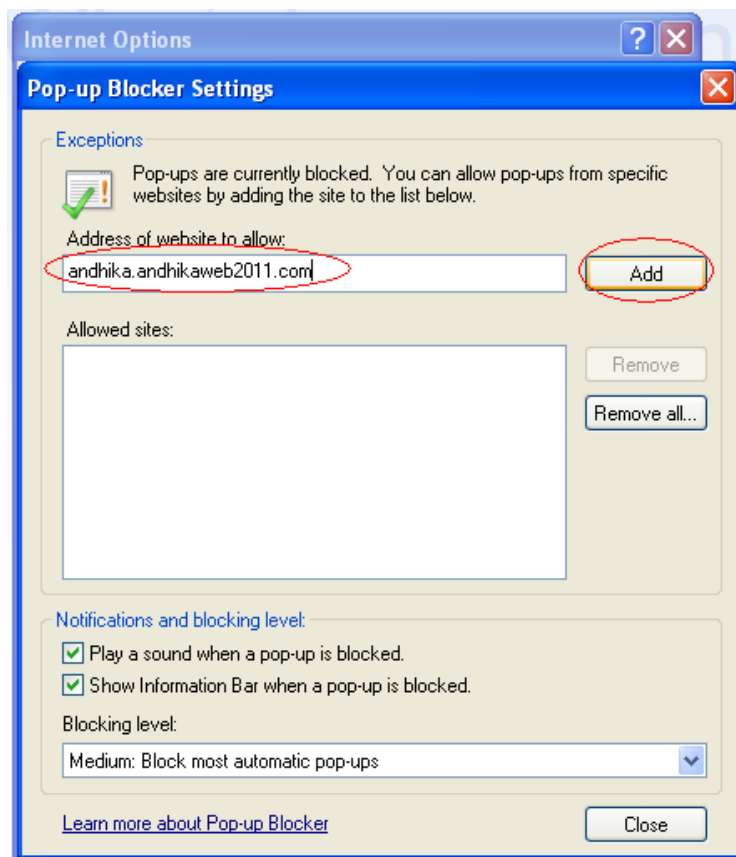 Internet Options
Pop-up Blocker Settings
Exceptions
Pop-ups are currently blocked. You can allow pop-ups from specific
websites by adding the site to the list below.
Address of website to allow:
andhika.andhikaweb2011.com
Add
Allowed sites:
Remove
Remove all...
Notifications and blocking level:
Play a sound when a pop-up is blocked.
Show Information Bar when a pop-up is blocked.
Blocking level:
Medium: Block most automatic pop-ups
Learn more about Pop-up Blocker
Close